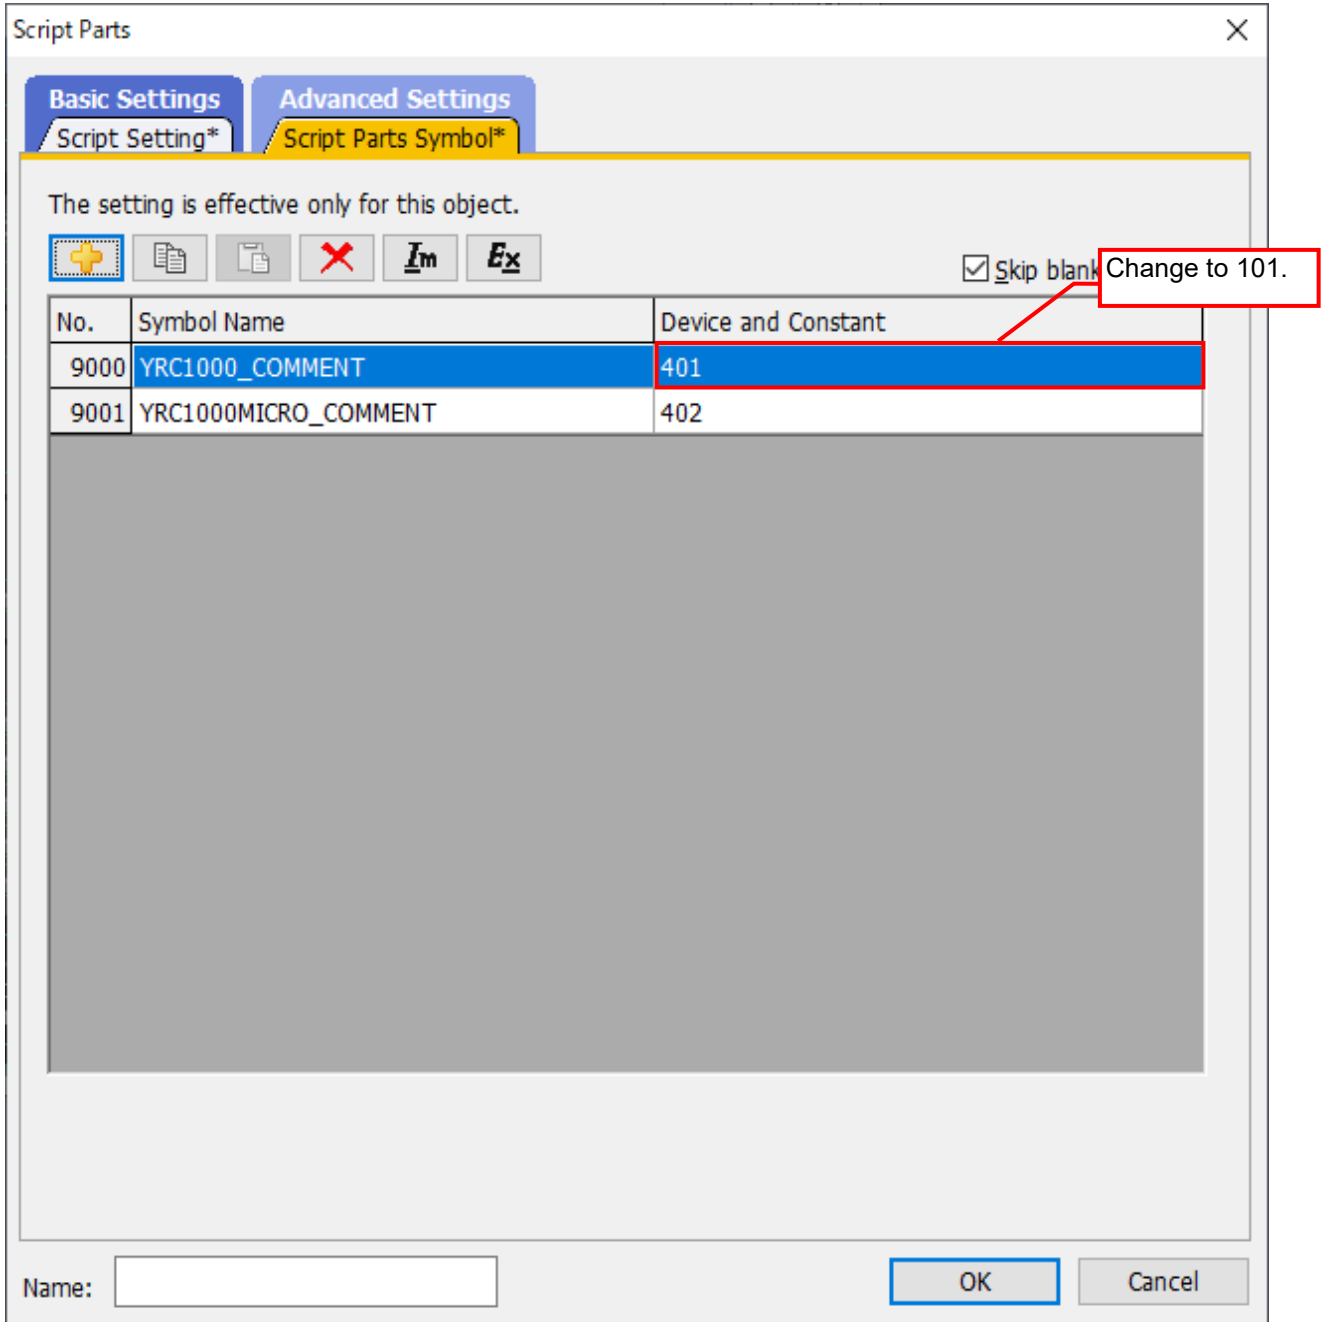 Script Parts
Basic Settings Advanced Settings
Script Setting* Script Parts Symbol*
The setting is effective only for this object.
Im Ex Skip blank Change to 101.
No. Symbol Name Device and Constant
9000 YRC1000_COMMENT 401
9001 YRC1000MICRO_COMMENT 402
Name: OK Cancel